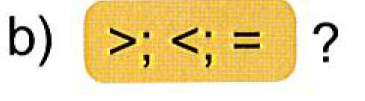 b) >; <; = ?